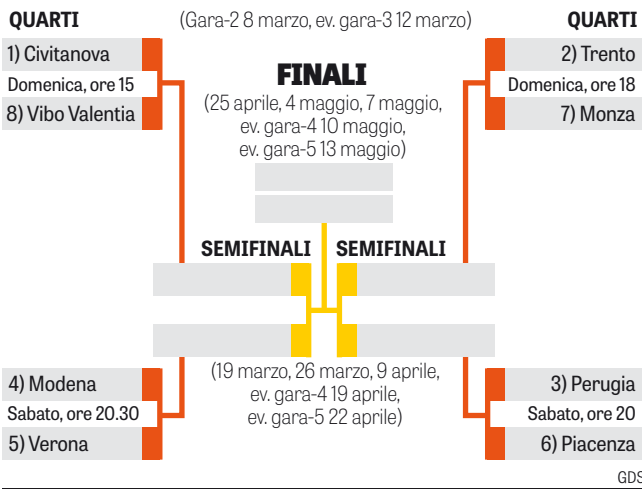 QUARTI
(Gara-2 8 marzo, ev. gara-3 12 marzo)
QUARTI
1) Civitanova
Domenica, ore 15
8) Vibo Valentia
2) Trento
Domenica, ore 18
7) Monza
FINALI
(25 aprile, 4 maggio, 7 maggio,
ev. gara-4 10 maggio,
ev. gara-5 13 maggio)
SEMIFINALI
SEMIFINALI
(19 marzo, 26 marzo, 9 aprile,
ev. gara-4 19 aprile,
ev. gara-5 22 aprile)
4) Modena
Sabato, ore 20.30
5) Verona
3) Perugia
Sabato, ore 20
6) Piacenza
GDS